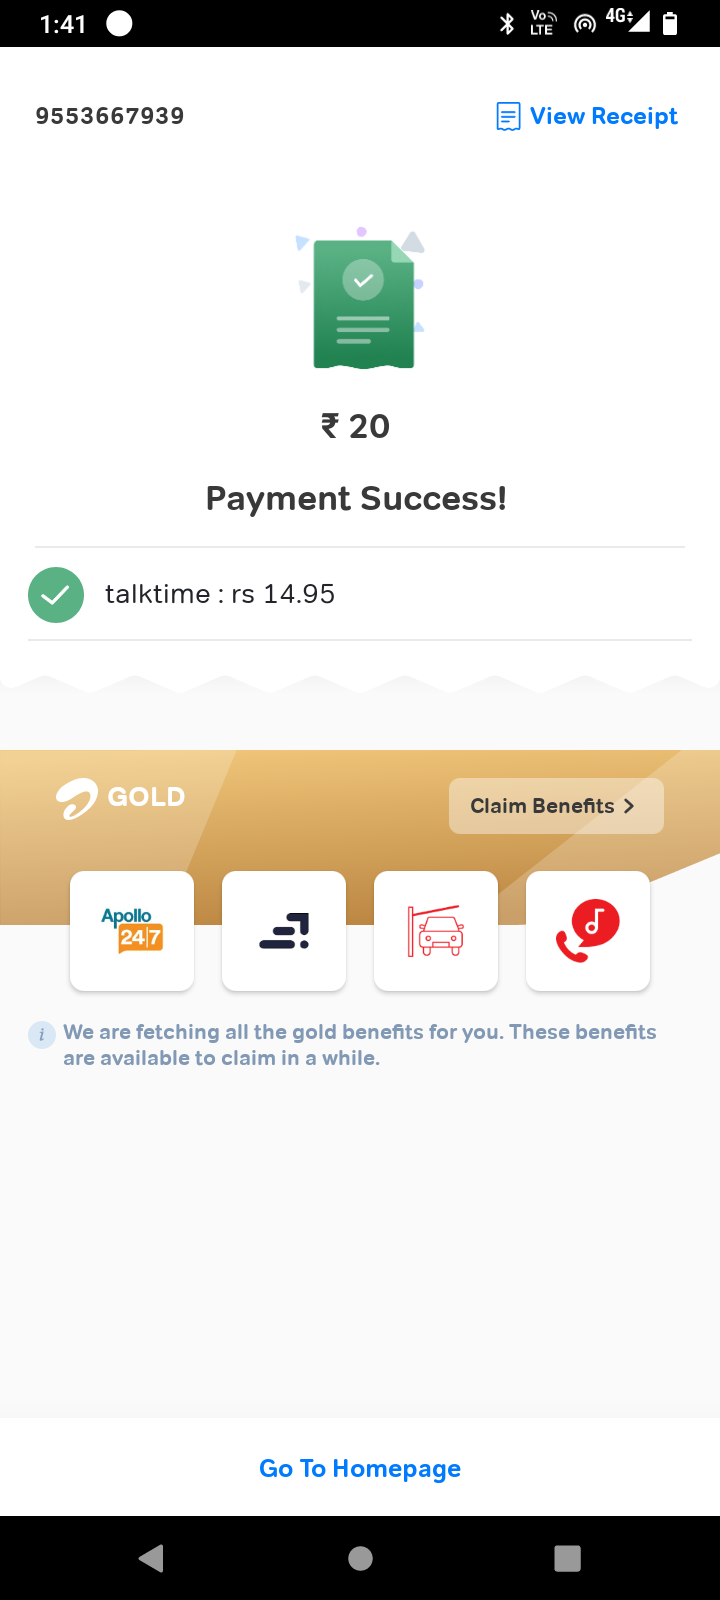 1:41
Vo LTE
4G
9553667939
View Receipt
₹ 20
Payment Success!
talktime : rs 14.95
GOLD
Claim Benefits >
Apollo
24|7
i We are fetching all the gold benefits for you. These benefits
are available to claim in a while.
Go To Homepage